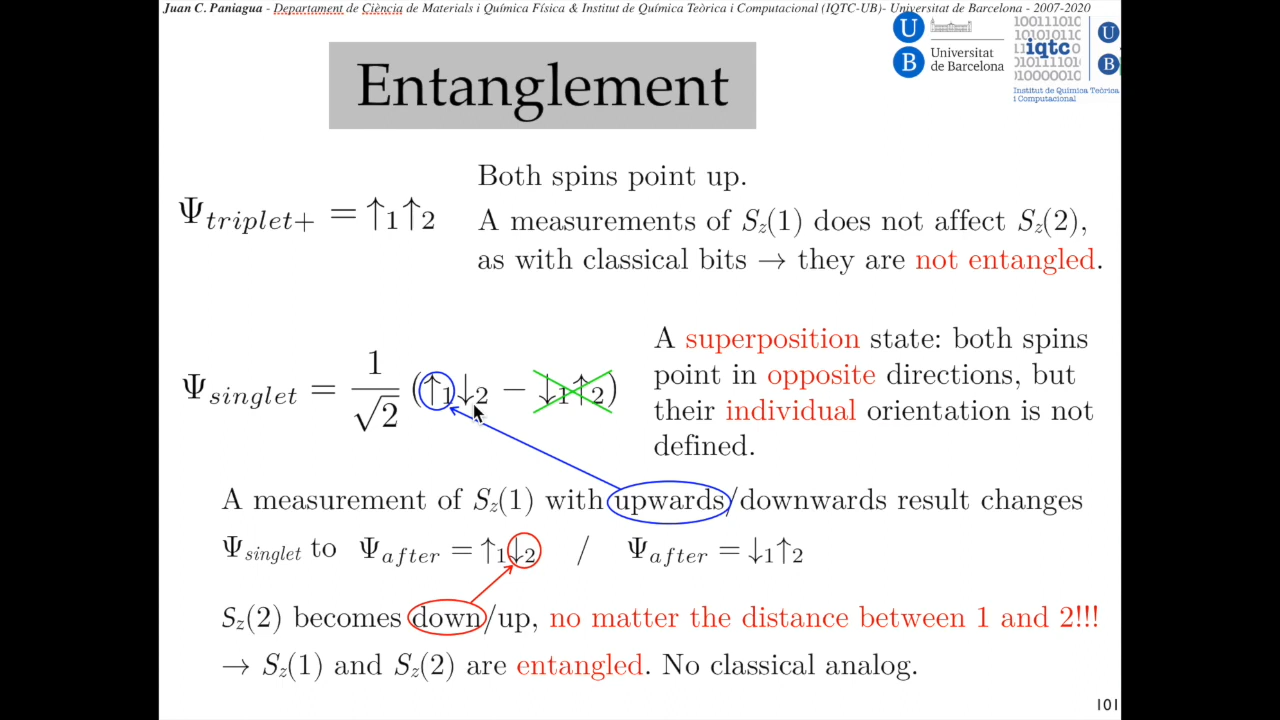 Juan C. Paniagua - Departament de Ciència de Materials i Química Física & Institut de Química Teòrica i Computacional (IQTC-UB)- Universitat de Barcelona - 2007-2020
U
B
Universitat
de Barcelona
100111010
101010110
iqtc
010111101
01000010
U
B
Institut de Química Teòrica
i Computacional
Entanglement
Both spins point up.
Ψtriplet+ = ↑₁↑₂
A measurements of Sz(1) does not affect Sz(2),
as with classical bits → they are not entangled.
A superposition state: both spins
point in opposite directions, but
their individual orientation is not
defined.
Ψsinglet = 1/√2 (↑₁↓₂ − ↓₁↑₂)
A measurement of Sz(1) with upwards/downwards result changes
Ψsinglet to Ψafter = ↑₁↓₂ / Ψafter = ↓₁↑₂
Sz(2) becomes down/up, no matter the distance between 1 and 2!!!
→ Sz(1) and Sz(2) are entangled. No classical analog.
101